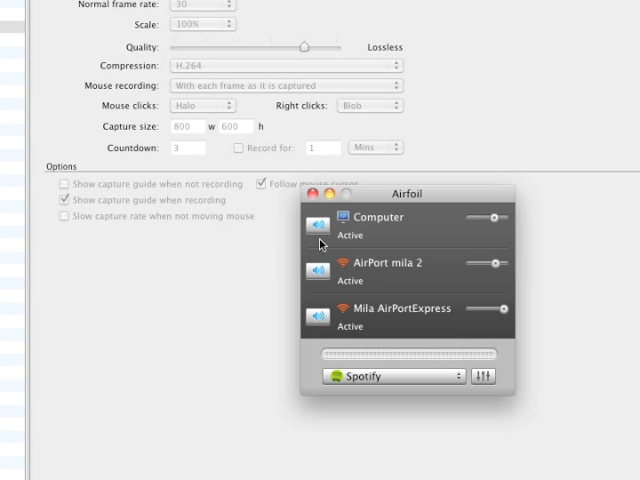 Normal frame rate: 30
Scale: 100%
Quality: Lossless
Compression: H.264
Mouse recording: With each frame as it is captured
Mouse clicks: Halo Right clicks: Blob
Capture size: 800 w 600 h
Countdown: 3 Record for: 1 Mins
Options
Show capture guide when not recording Follow mouse cursor
Show capture guide when recording
Slow capture rate when not moving mouse
Airfoil
Computer
Active
AirPort mila 2
Active
Mila AirPortExpress
Active
Spotify